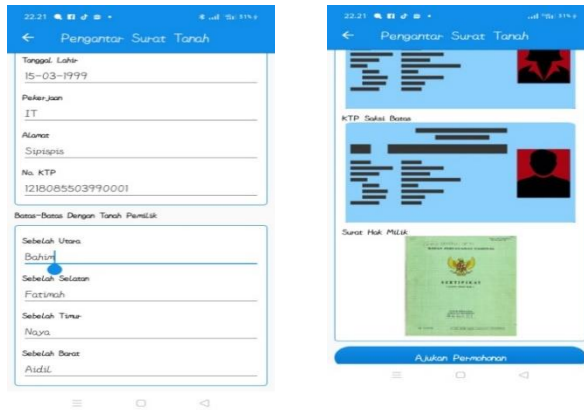 22.21
Pengantar Surat Tanah
Tanggal Lahir
15-03-1999
Pekerjaan
IT
Alamat
Sipispis
No. KTP
1218085503990001
Batas-Batas Dengan Tanah Pemilik
Sebelah Utara
Bahim
Sebelah Selatan
Fatimah
Sebelah Timur
Naya
Sebelah Barat
Aidil
22.21
Pengantar Surat Tanah
KTP Saksi Batas
Surat Hak Milik
SERTIFIKAT
Ajukan Permohonan